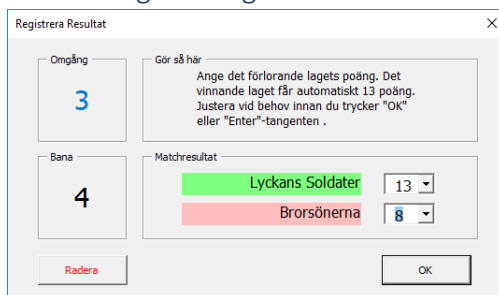 Registrera Resultat
Omgång
3
Gör så här
Ange det förlorande lagets poäng. Det
vinnande laget får automatiskt 13 poäng.
Justera vid behov innan du trycker "OK"
eller "Enter"-tangenten .
Bana
4
Matchresultat
Lyckans Soldater 13
Brorsönerna 8
Radera
OK